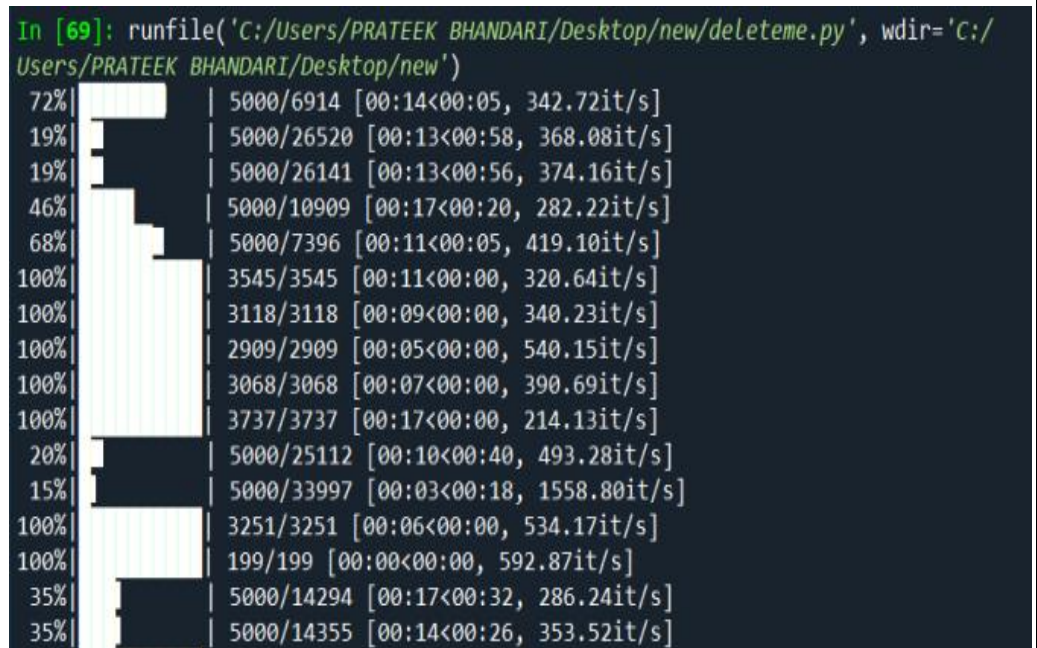 In [69]: runfile('C:/Users/PRATEEK BHANDARI/Desktop/new/deleteme.py', wdir='C:/
Users/PRATEEK BHANDARI/Desktop/new')
72%| | 5000/6914 [00:14<00:05, 342.72it/s]
19%| | 5000/26520 [00:13<00:58, 368.08it/s]
19%| | 5000/26141 [00:13<00:56, 374.16it/s]
46%| | 5000/10909 [00:17<00:20, 282.22it/s]
68%| | 5000/7396 [00:11<00:05, 419.10it/s]
100%| | 3545/3545 [00:11<00:00, 320.64it/s]
100%| | 3118/3118 [00:09<00:00, 340.23it/s]
100%| | 2909/2909 [00:05<00:00, 540.15it/s]
100%| | 3068/3068 [00:07<00:00, 390.69it/s]
100%| | 3737/3737 [00:17<00:00, 214.13it/s]
20%| | 5000/25112 [00:10<00:40, 493.28it/s]
15%| | 5000/33997 [00:03<00:18, 1558.80it/s]
100%| | 3251/3251 [00:06<00:00, 534.17it/s]
100%| | 199/199 [00:00<00:00, 592.87it/s]
35%| | 5000/14294 [00:17<00:32, 286.24it/s]
35%| | 5000/14355 [00:14<00:26, 353.52it/s]